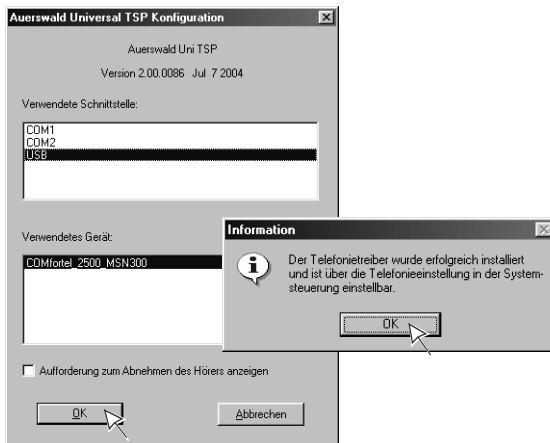 Auerswald Universal TSP Konfiguration
Auerswald Uni TSP
Version 2.00.0086 Jul 7 2004
Verwendete Schnittstelle:
COM1
COM2
USB
Verwendetes Gerät:
COMfortel_2500_MSN300
Aufforderung zum Abnehmen des Hörers anzeigen
OK
Abbrechen
Information
Der Telefonietreiber wurde erfolgreich installiert
und ist über die Telefonieeinstellung in der System-
steuerung einstellbar.
OK